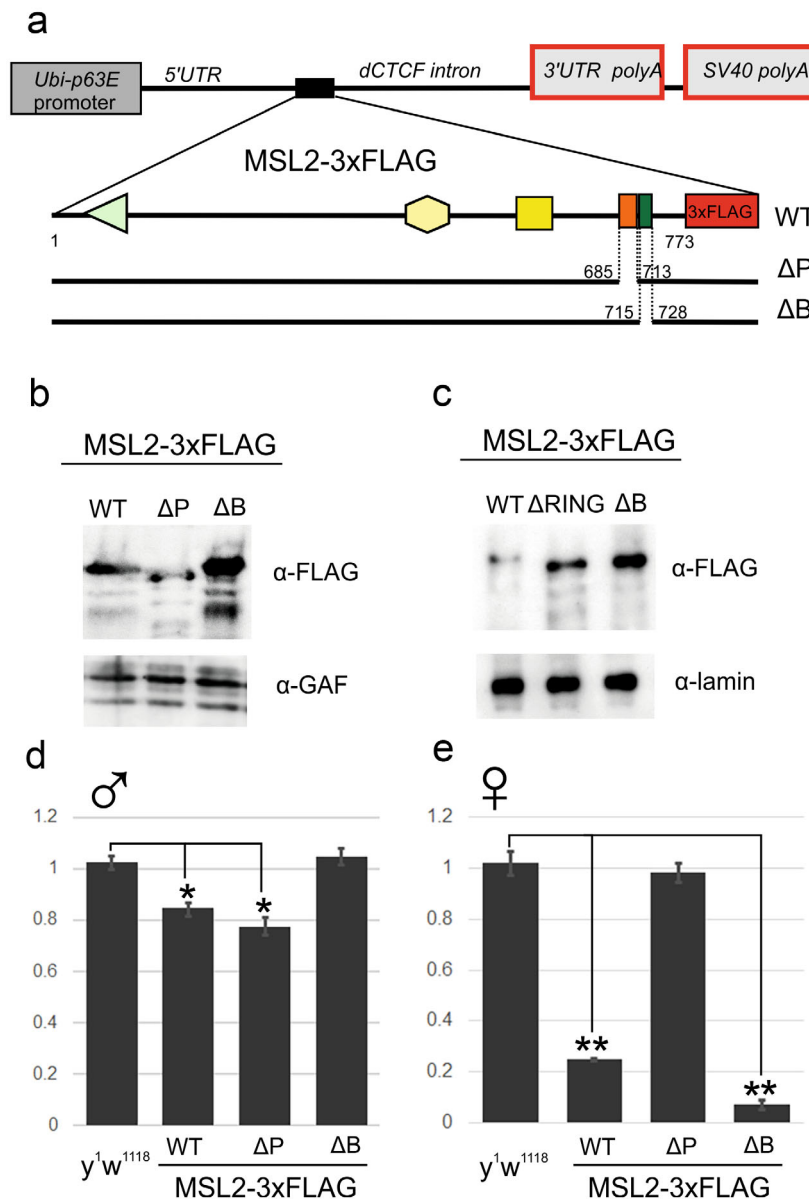 a
Ubi-p63E
promoter
5'UTR
dCTCF intron
3'UTR polyA
SV40 polyA
MSL2-3xFLAG
3xFLAG
WT
1
773
685
713
ΔP
715
728
ΔB
b
MSL2-3xFLAG
WT ΔP ΔB
α-FLAG
α-GAF
c
MSL2-3xFLAG
WT ΔRING ΔB
α-FLAG
α-lamin
d
♂
1.2
1
0.8
0.6
0.4
0.2
0
* *
y¹w¹¹¹⁸
WT ΔP ΔB
MSL2-3xFLAG
e
♀
1.2
1
0.8
0.6
0.4
0.2
0
** **
y¹w¹¹¹⁸
WT ΔP ΔB
MSL2-3xFLAG